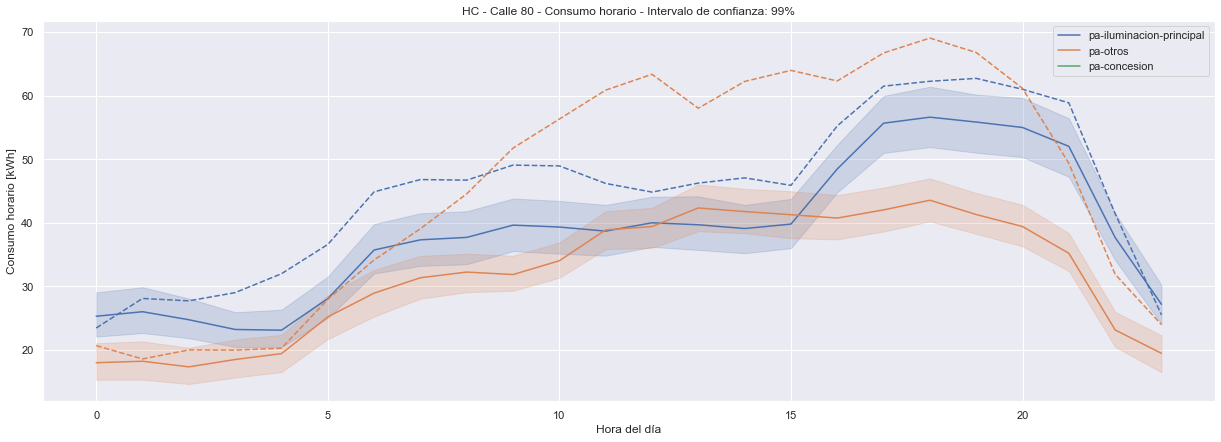 HC - Calle 80 - Consumo horario - Intervalo de confianza: 99%
70
60
50
40
30
20
Consumo horario [kWh]
pa-iluminacion-principal
pa-otros
pa-concesion
0 5 10 15 20
Hora del día